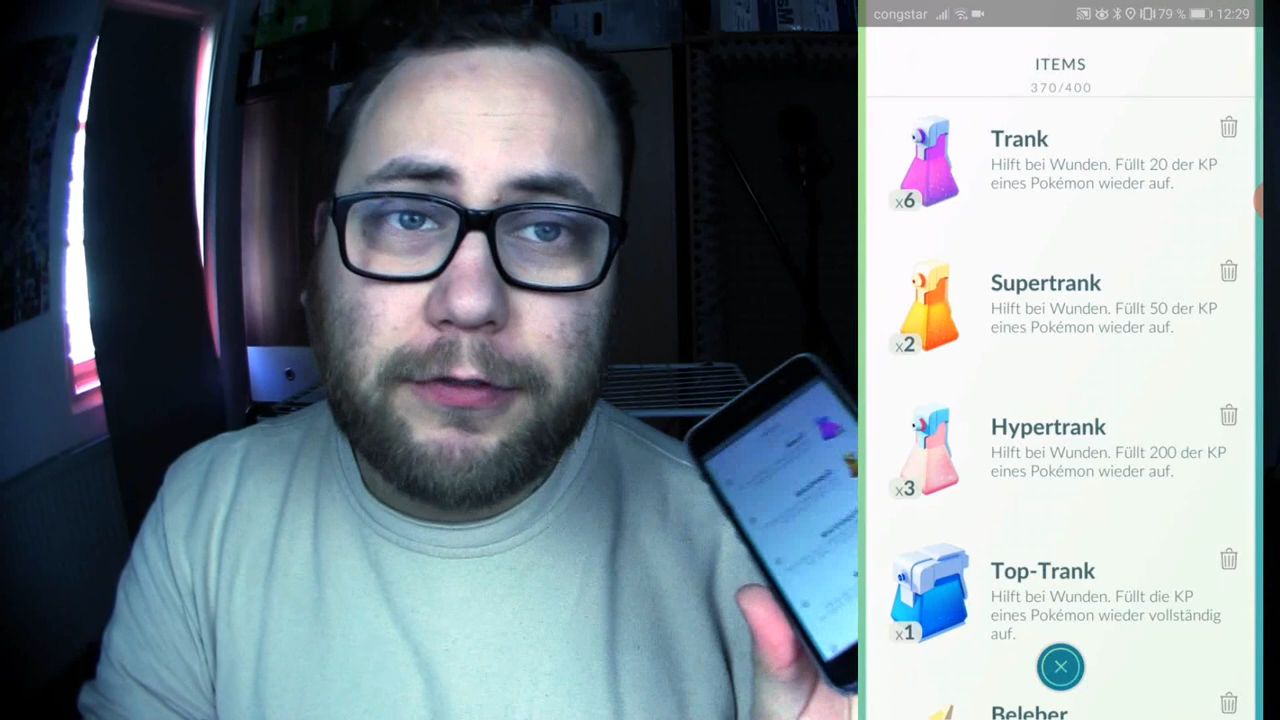 congstar
79 %
12:29
ITEMS
370/400
Trank
Hilft bei Wunden. Füllt 20 der KP
eines Pokémon wieder auf.
x6
Supertrank
Hilft bei Wunden. Füllt 50 der KP
eines Pokémon wieder auf.
x2
Hypertrank
Hilft bei Wunden. Füllt 200 der KP
eines Pokémon wieder auf.
x3
Top-Trank
Hilft bei Wunden. Füllt die KP
eines Pokémon wieder vollständig
auf.
x1
Beleber